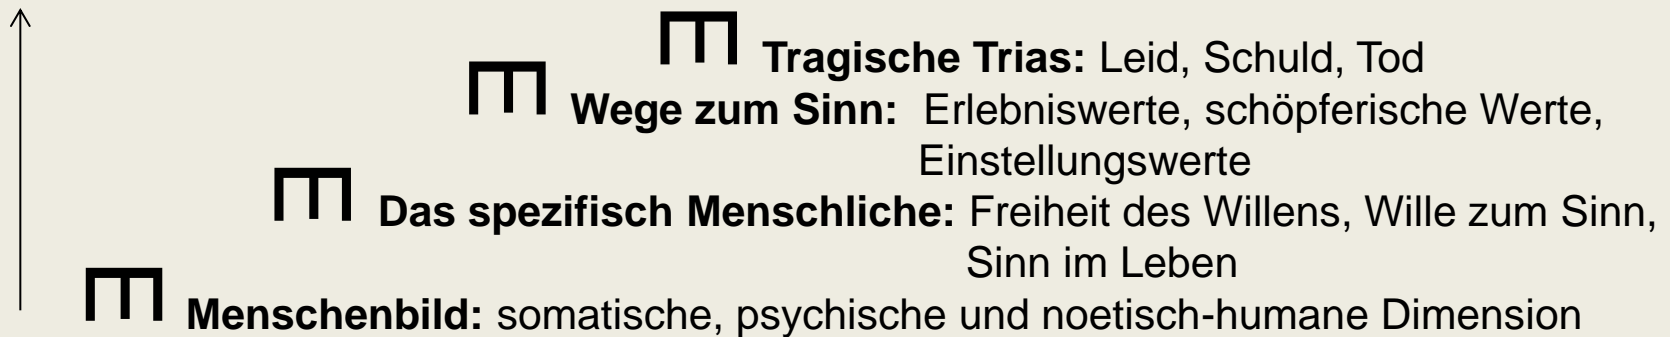 Tragische Trias: Leid, Schuld, Tod
Wege zum Sinn: Erlebniswerte, schöpferische Werte,
Einstellungswerte
Das spezifisch Menschliche: Freiheit des Willens, Wille zum Sinn,
Sinn im Leben
Menschenbild: somatische, psychische und noetisch-humane Dimension